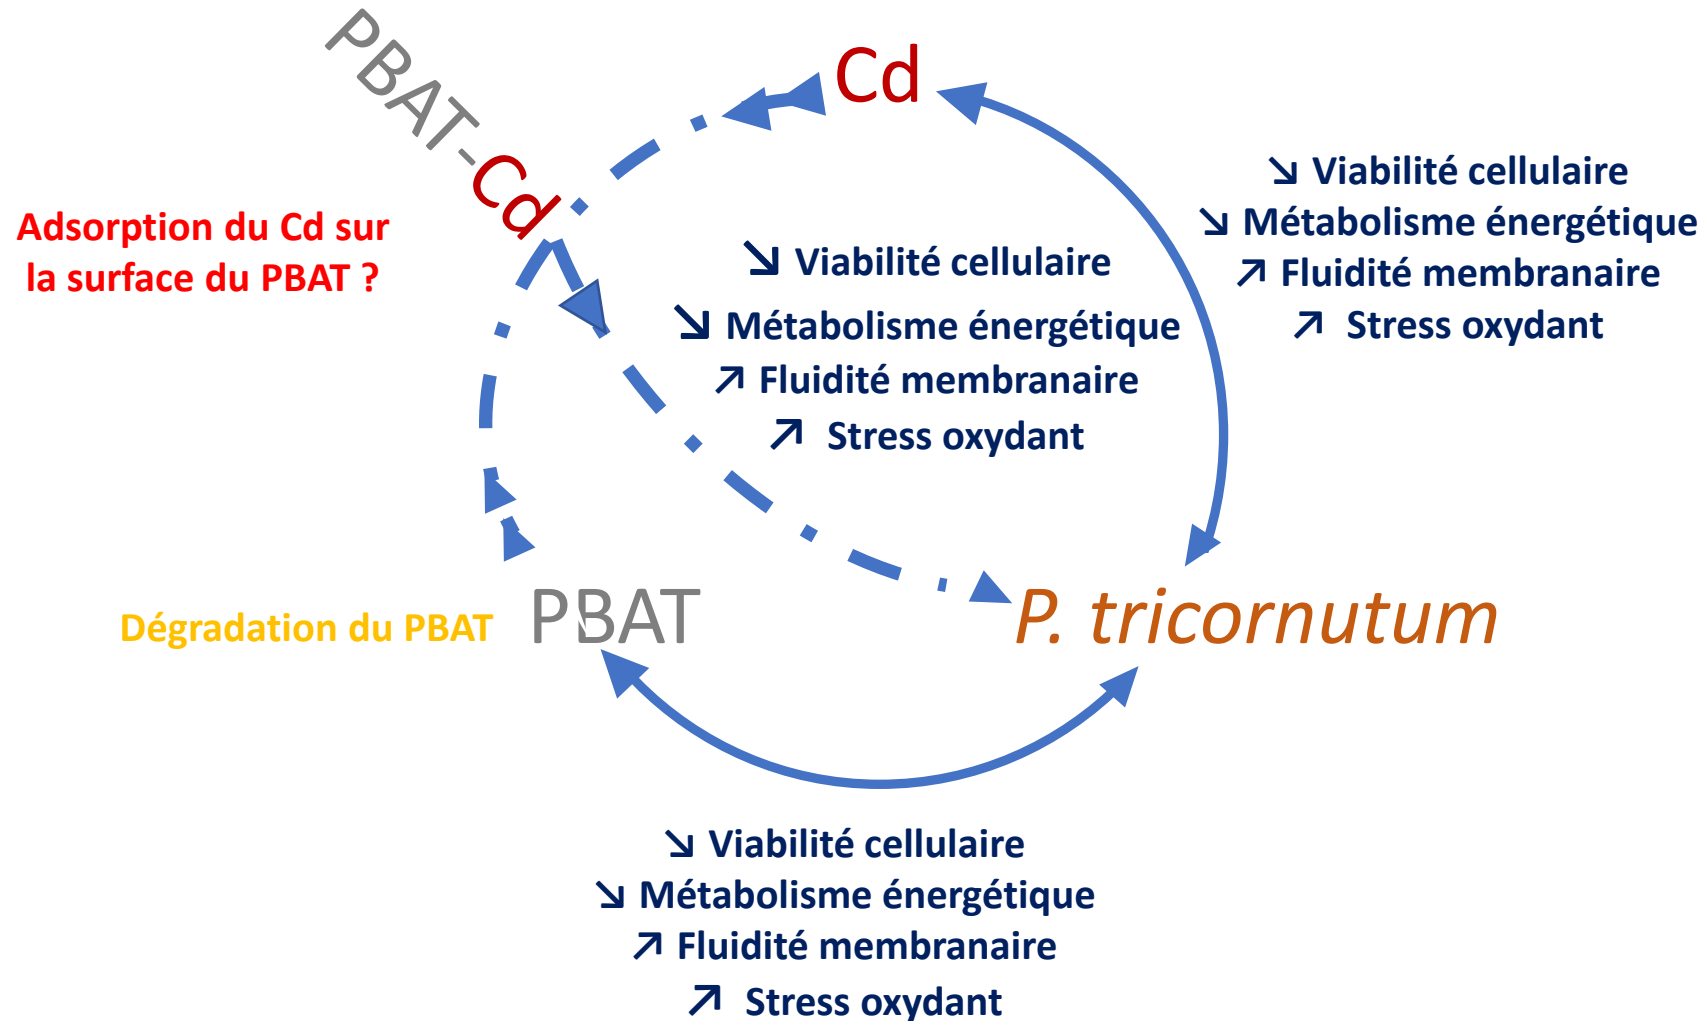 PBAT-Cd
Cd
Adsorption du Cd sur
la surface du PBAT ?
↘ Viabilité cellulaire
↘ Métabolisme énergétique
↗ Fluidité membranaire
↗ Stress oxydant
↘ Viabilité cellulaire
↘ Métabolisme énergétique
↗ Fluidité membranaire
↗ Stress oxydant
Dégradation du PBAT
PBAT
P. tricornutum
↘ Viabilité cellulaire
↘ Métabolisme énergétique
↗ Fluidité membranaire
↗ Stress oxydant